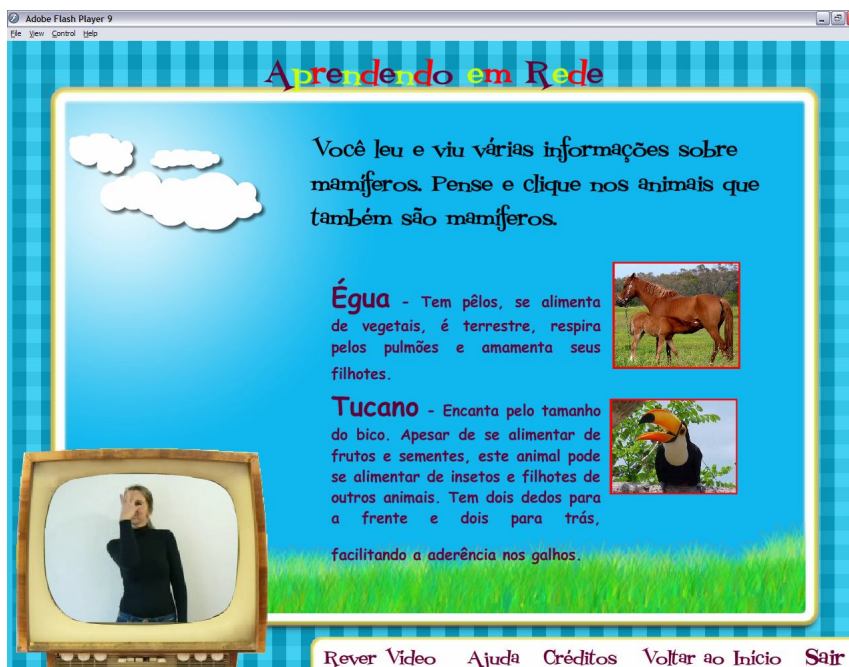 Adobe Flash Player 9
File View Control Help
Aprendendo em Rede
Você leu e viu várias informações sobre
mamíferos. Pense e clique nos animais que
também são mamíferos.
Égua - Tem pêlos, se alimenta
de vegetais, é terrestre, respira
pelos pulmões e amamenta seus
filhotes.
Tucano - Encanta pelo tamanho
do bico. Apesar de se alimentar de
frutos e sementes, este animal pode
se alimentar de insetos e filhotes de
outros animais. Tem dois dedos para
a frente e dois para trás,
facilitando a aderência nos galhos.
Rever Video Ajuda Créditos Voltar ao Início Sair